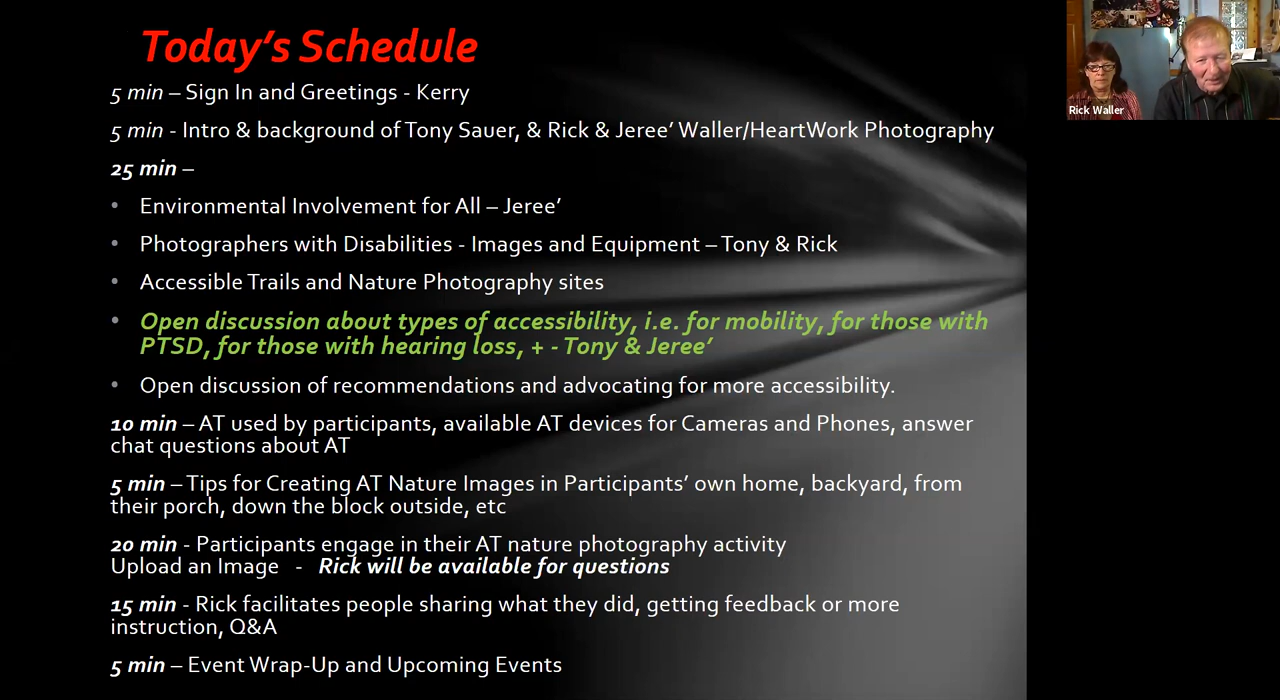 Today's Schedule
5 min – Sign In and Greetings - Kerry
5 min - Intro & background of Tony Sauer, & Rick & Jeree' Waller/HeartWork Photography
25 min –
• Environmental Involvement for All – Jeree'
• Photographers with Disabilities - Images and Equipment – Tony & Rick
• Accessible Trails and Nature Photography sites
• Open discussion about types of accessibility, i.e. for mobility, for those with
PTSD, for those with hearing loss, + - Tony & Jeree'
• Open discussion of recommendations and advocating for more accessibility.
10 min – AT used by participants, available AT devices for Cameras and Phones, answer
chat questions about AT
5 min – Tips for Creating AT Nature Images in Participants' own home, backyard, from
their porch, down the block outside, etc
20 min - Participants engage in their AT nature photography activity
Upload an Image - Rick will be available for questions
15 min - Rick facilitates people sharing what they did, getting feedback or more
instruction, Q&A
5 min – Event Wrap-Up and Upcoming Events
Rick Waller